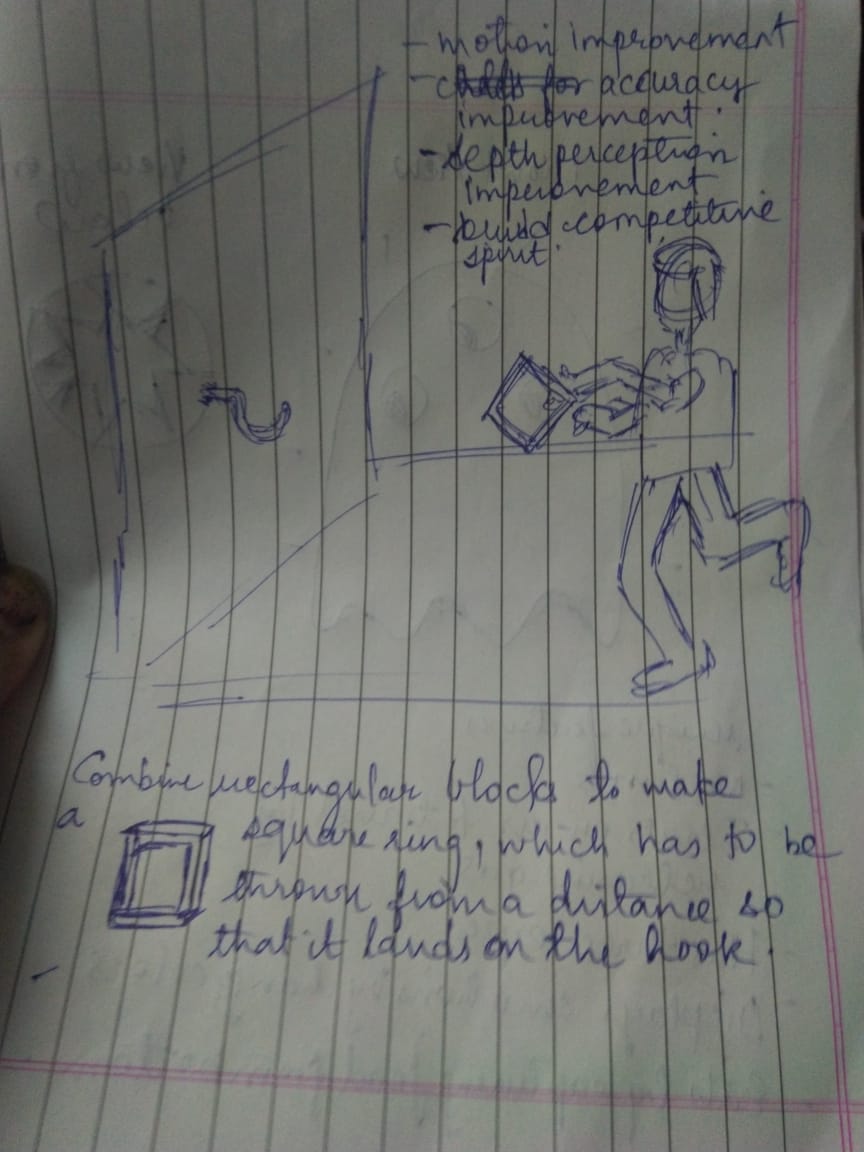 - motion improvement
- accuracy
improvement.
- depth perception
improvement
- build competitive
spirit.
Combine rectangular blocks to make
a square ring, which has to be
thrown from a distance so
that it lands on the hook.